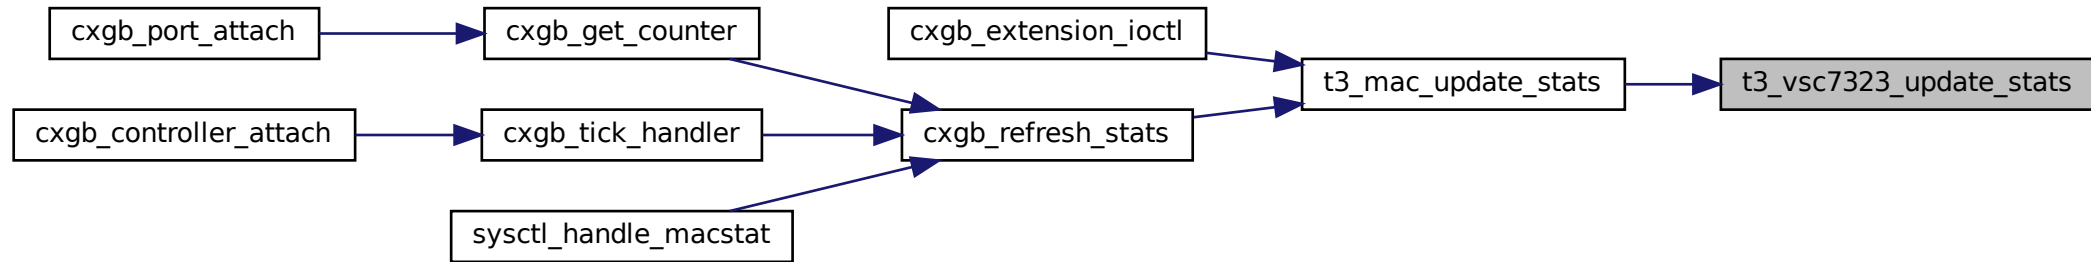 cxgb_port_attach
cxgb_get_counter
cxgb_extension_ioctl
t3_mac_update_stats
t3_vsc7323_update_stats
cxgb_controller_attach
cxgb_tick_handler
cxgb_refresh_stats
sysctl_handle_macstat